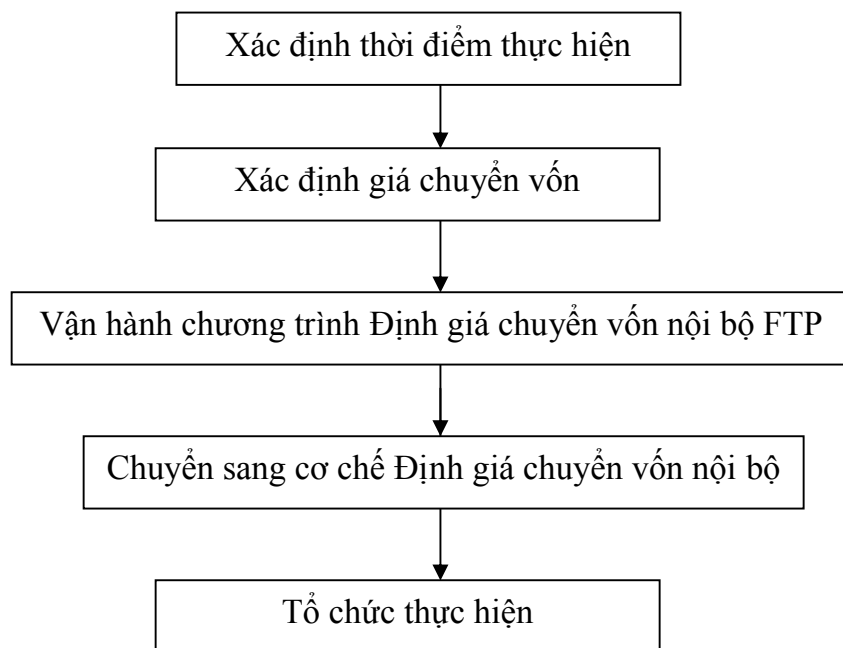 Xác định thời điểm thực hiện
Xác định giá chuyển vốn
Vận hành chương trình Định giá chuyển vốn nội bộ FTP
Chuyển sang cơ chế Định giá chuyển vốn nội bộ
Tổ chức thực hiện